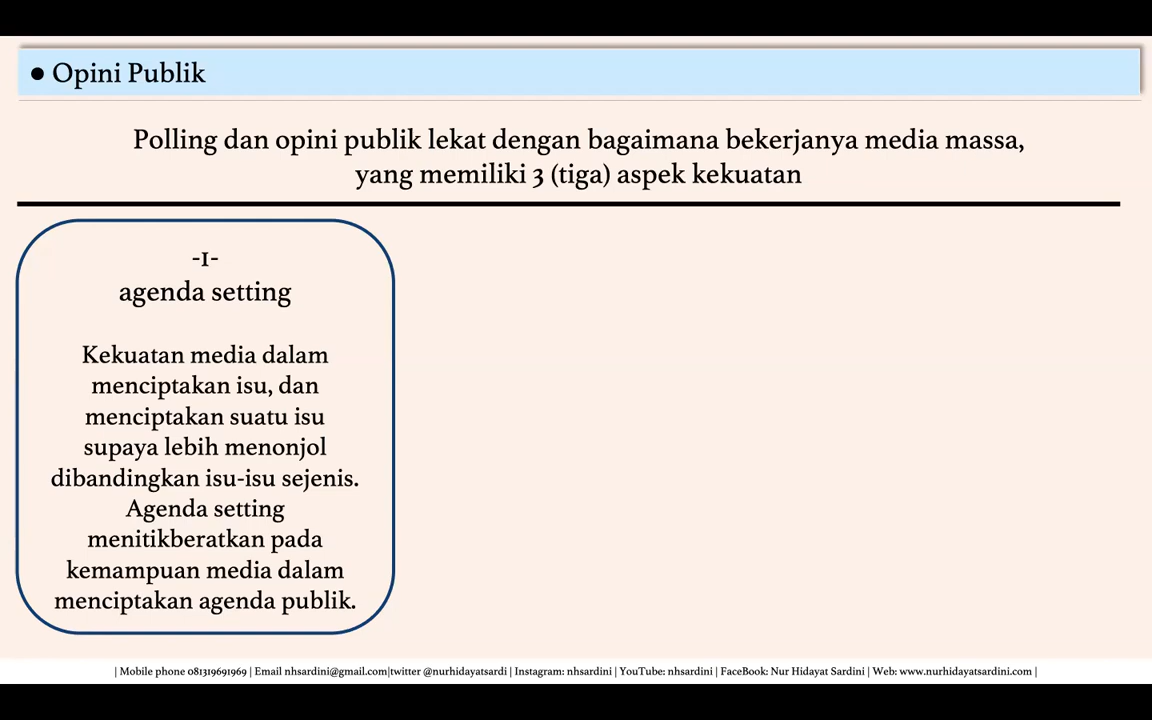 ● Opini Publik
Polling dan opini publik lekat dengan bagaimana bekerjanya media massa,
yang memiliki 3 (tiga) aspek kekuatan
-1-
agenda setting
Kekuatan media dalam
menciptakan isu, dan
menciptakan suatu isu
supaya lebih menonjol
dibandingkan isu-isu sejenis.
Agenda setting
menitikberatkan pada
kemampuan media dalam
menciptakan agenda publik.
| Mobile phone 081319691969 | Email nhsardini@gmail.com|twitter @nurhidayatsardi | Instagram: nhsardini | YouTube: nhsardini | FaceBook: Nur Hidayat Sardini | Web: www.nurhidayatsardini.com |